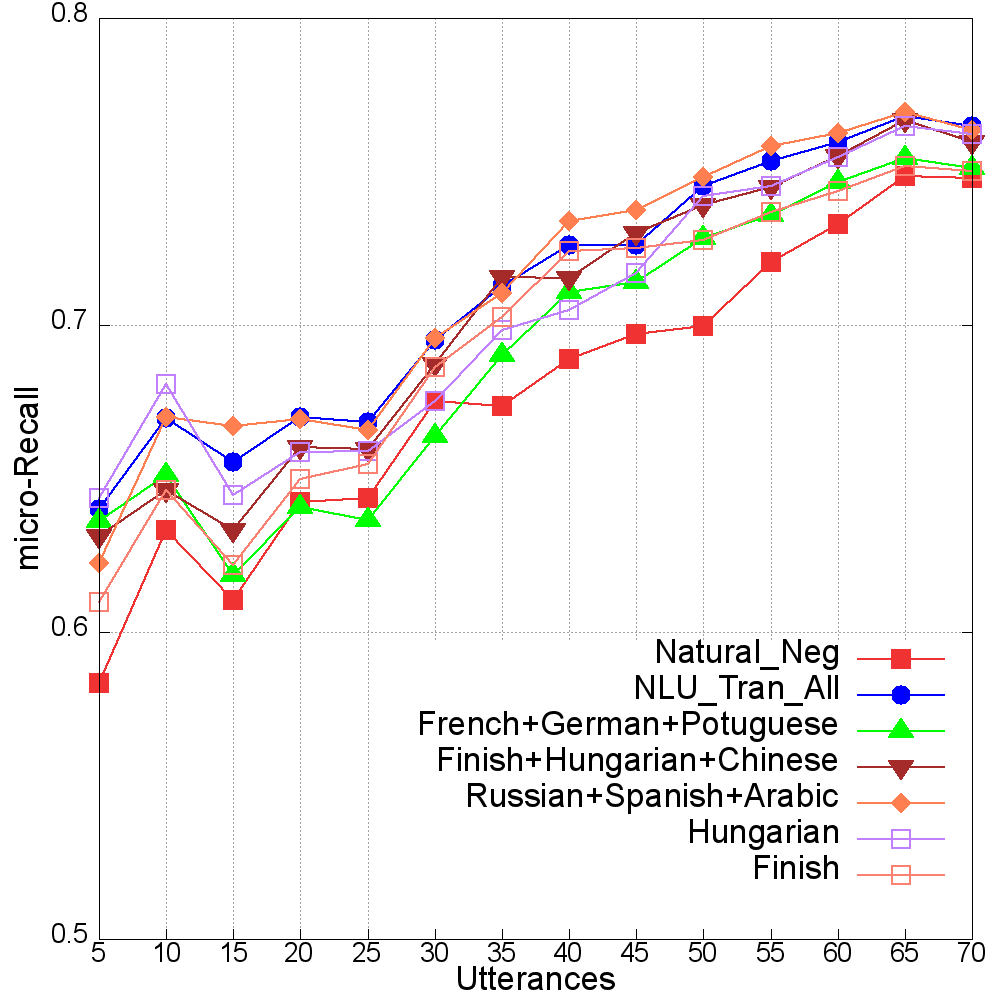 0.8
0.7
0.6
0.5
micro-Recall
Natural_Neg
NLU_Tran_All
French+German+Potuguese
Finish+Hungarian+Chinese
Russian+Spanish+Arabic
Hungarian
Finish
5 10 15 20 25 30 35 40 45 50 55 60 65 70
Utterances